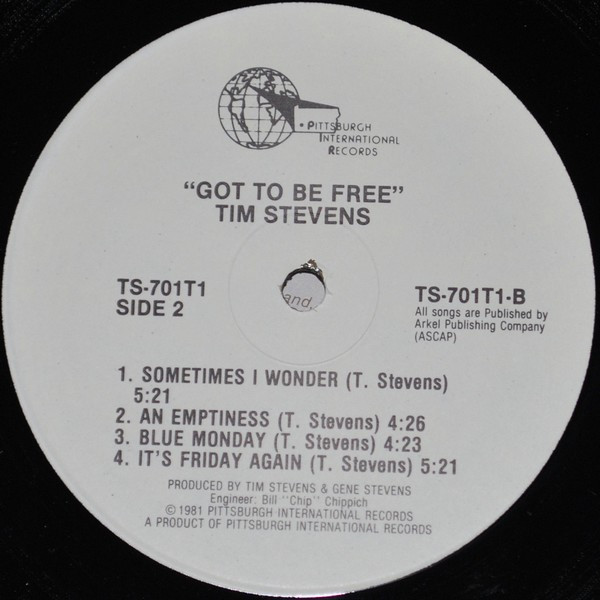 PITTSBURGH
INTERNATIONAL
RECORDS
“GOT TO BE FREE”
TIM STEVENS
TS-701T1
SIDE 2
and,
TS-701T1-B
All songs are Published by
Arkel Publishing Company
(ASCAP)
1. SOMETIMES I WONDER (T. Stevens)
5:21
2. AN EMPTINESS (T. Stevens) 4:26
3. BLUE MONDAY (T. Stevens) 4:23
4. IT'S FRIDAY AGAIN (T. Stevens) 5:21
PRODUCED BY TIM STEVENS & GENE STEVENS
Engineer: Bill "Chip" Chippich
©1981 PITTSBURGH INTERNATIONAL RECORDS
A PRODUCT OF PITTSBURGH INTERNATIONAL RECORDS